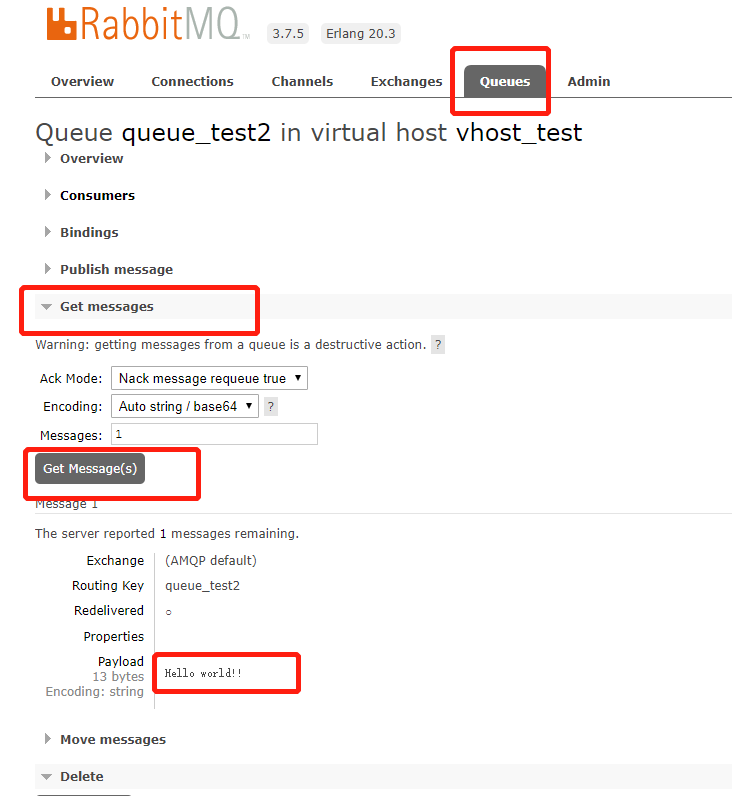 RabbitMQ TM 3.7.5 Erlang 20.3
Overview Connections Channels Exchanges Queues Admin
Queue queue_test2 in virtual host vhost_test
Overview
Consumers
Bindings
Publish message
Get messages
Warning: getting messages from a queue is a destructive action. ?
Ack Mode: Nack message requeue true
Encoding: Auto string / base64 ?
Messages: 1
Get Message(s)
Message 1
The server reported 1 messages remaining.
Exchange (AMQP default)
Routing Key queue_test2
Redelivered ○
Properties
Payload
13 bytes
Encoding: string
Hello world!!
Move messages
Delete